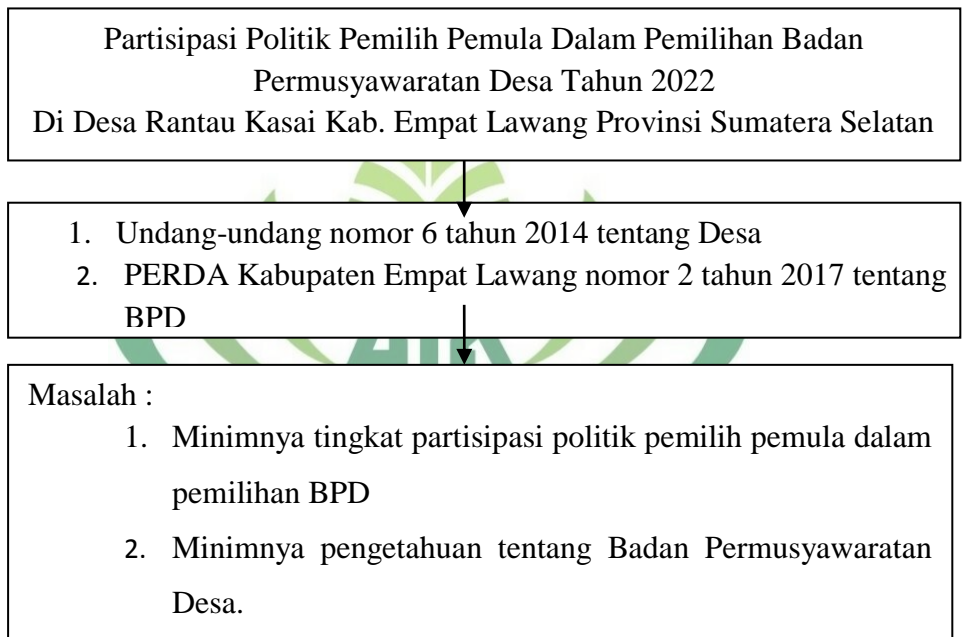 Partisipasi Politik Pemilih Pemula Dalam Pemilihan Badan
Permusyawaratan Desa Tahun 2022
Di Desa Rantau Kasai Kab. Empat Lawang Provinsi Sumatera Selatan
1. Undang-undang nomor 6 tahun 2014 tentang Desa
2. PERDA Kabupaten Empat Lawang nomor 2 tahun 2017 tentang
BPD
Masalah :
1. Minimnya tingkat partisipasi politik pemilih pemula dalam
pemilihan BPD
2. Minimnya pengetahuan tentang Badan Permusyawaratan
Desa.